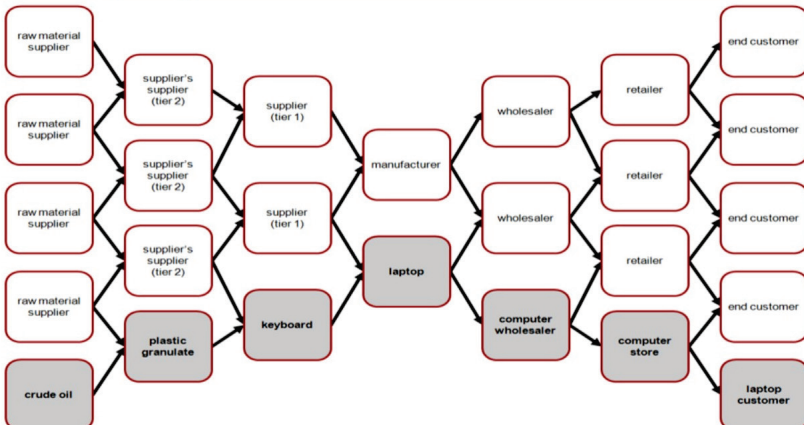 raw material
supplier
raw material
supplier
raw material
supplier
raw material
supplier
crude oil
supplier's
supplier
(tier 2)
supplier's
supplier
(tier 2)
supplier's
supplier
(tier 2)
plastic
granulate
supplier
(tier 1)
supplier
(tier 1)
keyboard
manufacturer
laptop
wholesaler
wholesaler
computer
wholesaler
retailer
retailer
retailer
computer
store
end customer
end customer
end customer
end customer
laptop
customer